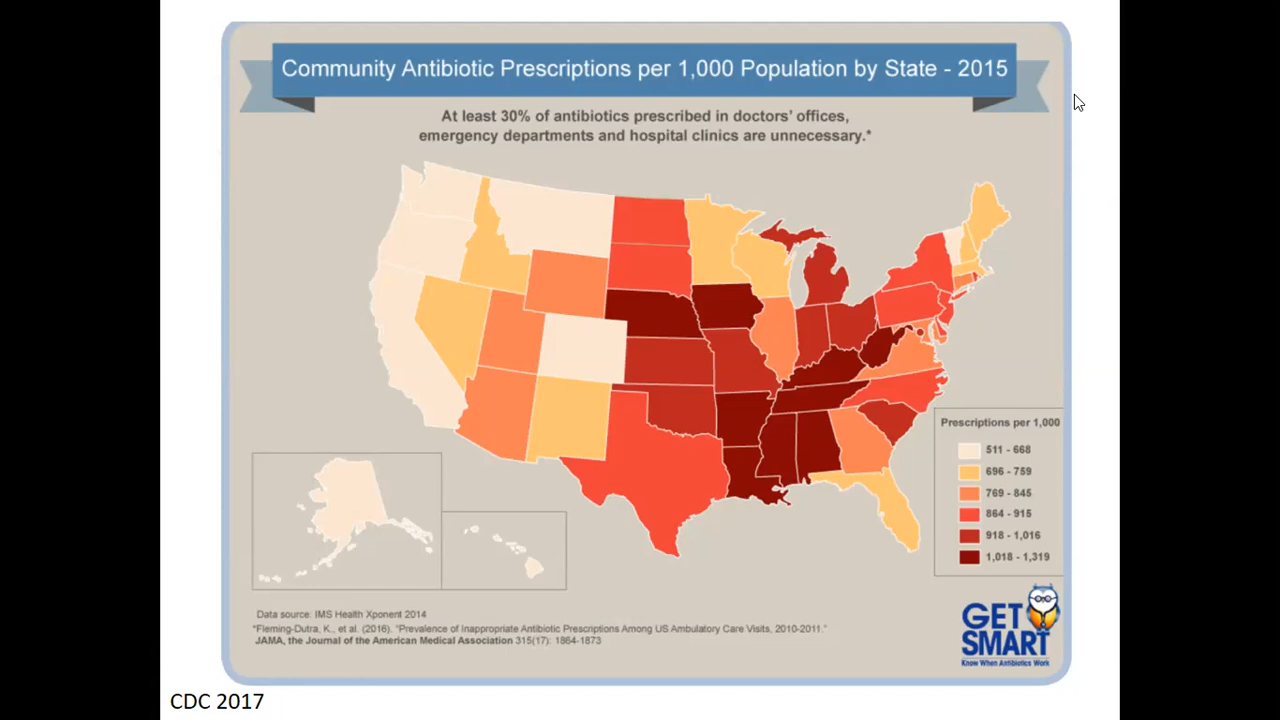 Community Antibiotic Prescriptions per 1,000 Population by State - 2015
At least 30% of antibiotics prescribed in doctors’ offices,
emergency departments and hospital clinics are unnecessary.*
Prescriptions per 1,000
511 - 668
696 - 759
769 - 845
864 - 915
918 - 1,016
1,018 - 1,319
Data source: IMS Health Xponent 2014
*Fleming-Dutra, K., et al. (2016). “Prevalence of Inappropriate Antibiotic Prescriptions Among US Ambulatory Care Visits, 2010-2011.”
JAMA, the Journal of the American Medical Association 315(17): 1864-1873
GET
SMART
Know When Antibiotics Work
CDC 2017